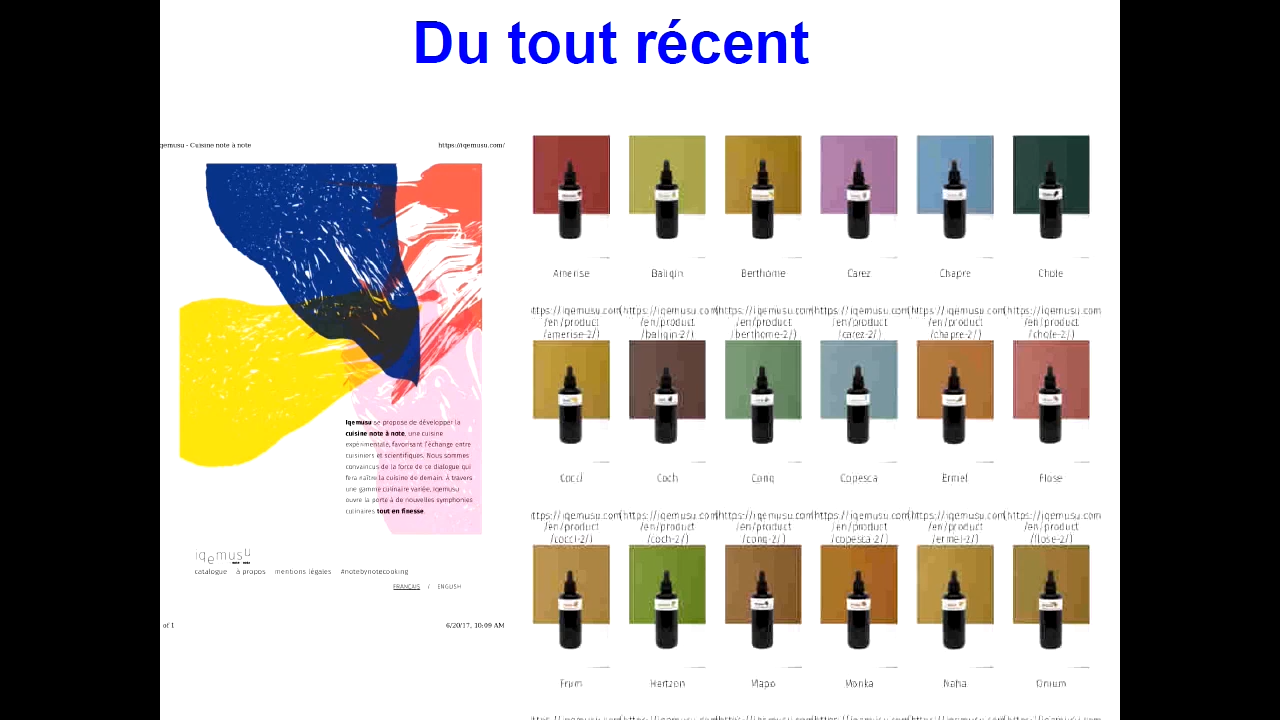 Du tout récent
qemusu - Cuisine note à note
https://iqemusu.com/
Iqemusu se propose de développer la
cuisine note à note, une cuisine
expérimentale, favorisant l'échange entre
cuisiniers et scientifiques. Nous sommes
convaincus de la force de ce dialogue qui
fera naître la cuisine de demain. À travers
une gamme culinaire variée, iqemusu
ouvre la porte à de nouvelles symphonies
culinaires tout en finesse.
iqemusu
catalogue à propos mentions légales #notebynotecooking
FRANÇAIS / ENGLISH
of 1
6/20/17, 10:09 AM
Amerise Baliqin Berthome Carez Chapre Chole
ttps://iqemusu.com (https://iqemusu.com (https://iqemusu.com (https://iqemusu.com (https://iqemusu.com (https://iqemusu.com
/en/product /en/product /en/product /en/product /en/product /en/product
/amerise-2/) /baliqin-2/) /berthome-2/) /carez-2/) /chapre-2/) /chole-2/)
Coccl Coch Conq Copesca Ermel Flose
ttps://iqemusu.com (https://iqemusu.com (https://iqemusu.com (https://iqemusu.com (https://iqemusu.com (https://iqemusu.com
/en/product /en/product /en/product /en/product /en/product /en/product
/coccl-2/) /coch-2/) /conq-2/) /copesca-2/) /ermel-2/) /flose-2/)
Frum Hertzen Mapo Monka Naha Onium